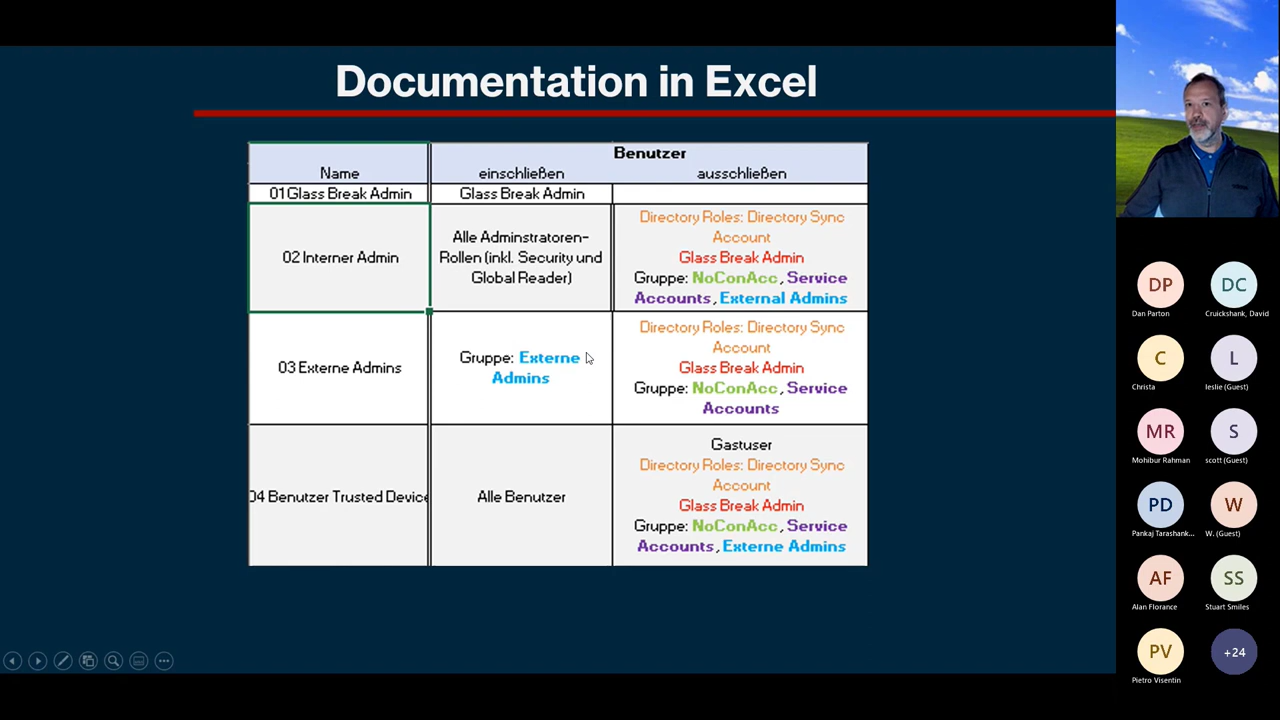 Documentation in Excel
Benutzer
Name
einschließen
ausschließen
01 Glass Break Admin
Glass Break Admin
02 Interner Admin
Alle Adminstratoren-
Rollen (inkl. Security und
Global Reader)
Directory Roles: Directory Sync
Account
Glass Break Admin
Gruppe: NoConAcc, Service
Accounts, External Admins
03 Externe Admins
Gruppe: Externe
Admins
Directory Roles: Directory Sync
Account
Glass Break Admin
Gruppe: NoConAcc, Service
Accounts
04 Benutzer Trusted Device
Alle Benutzer
Gastuser
Directory Roles: Directory Sync
Account
Glass Break Admin
Gruppe: NoConAcc, Service
Accounts, Externe Admins
DP
DC
Dan Parton
Cruickshank, David
C
L
Christa
leslie (Guest)
MR
S
Mohibur Rahman
scott (Guest)
PD
W
Pankaj Tarashank...
W. (Guest)
AF
SS
Alan Florance
Stuart Smiles
PV
+24
Pietro Visentin